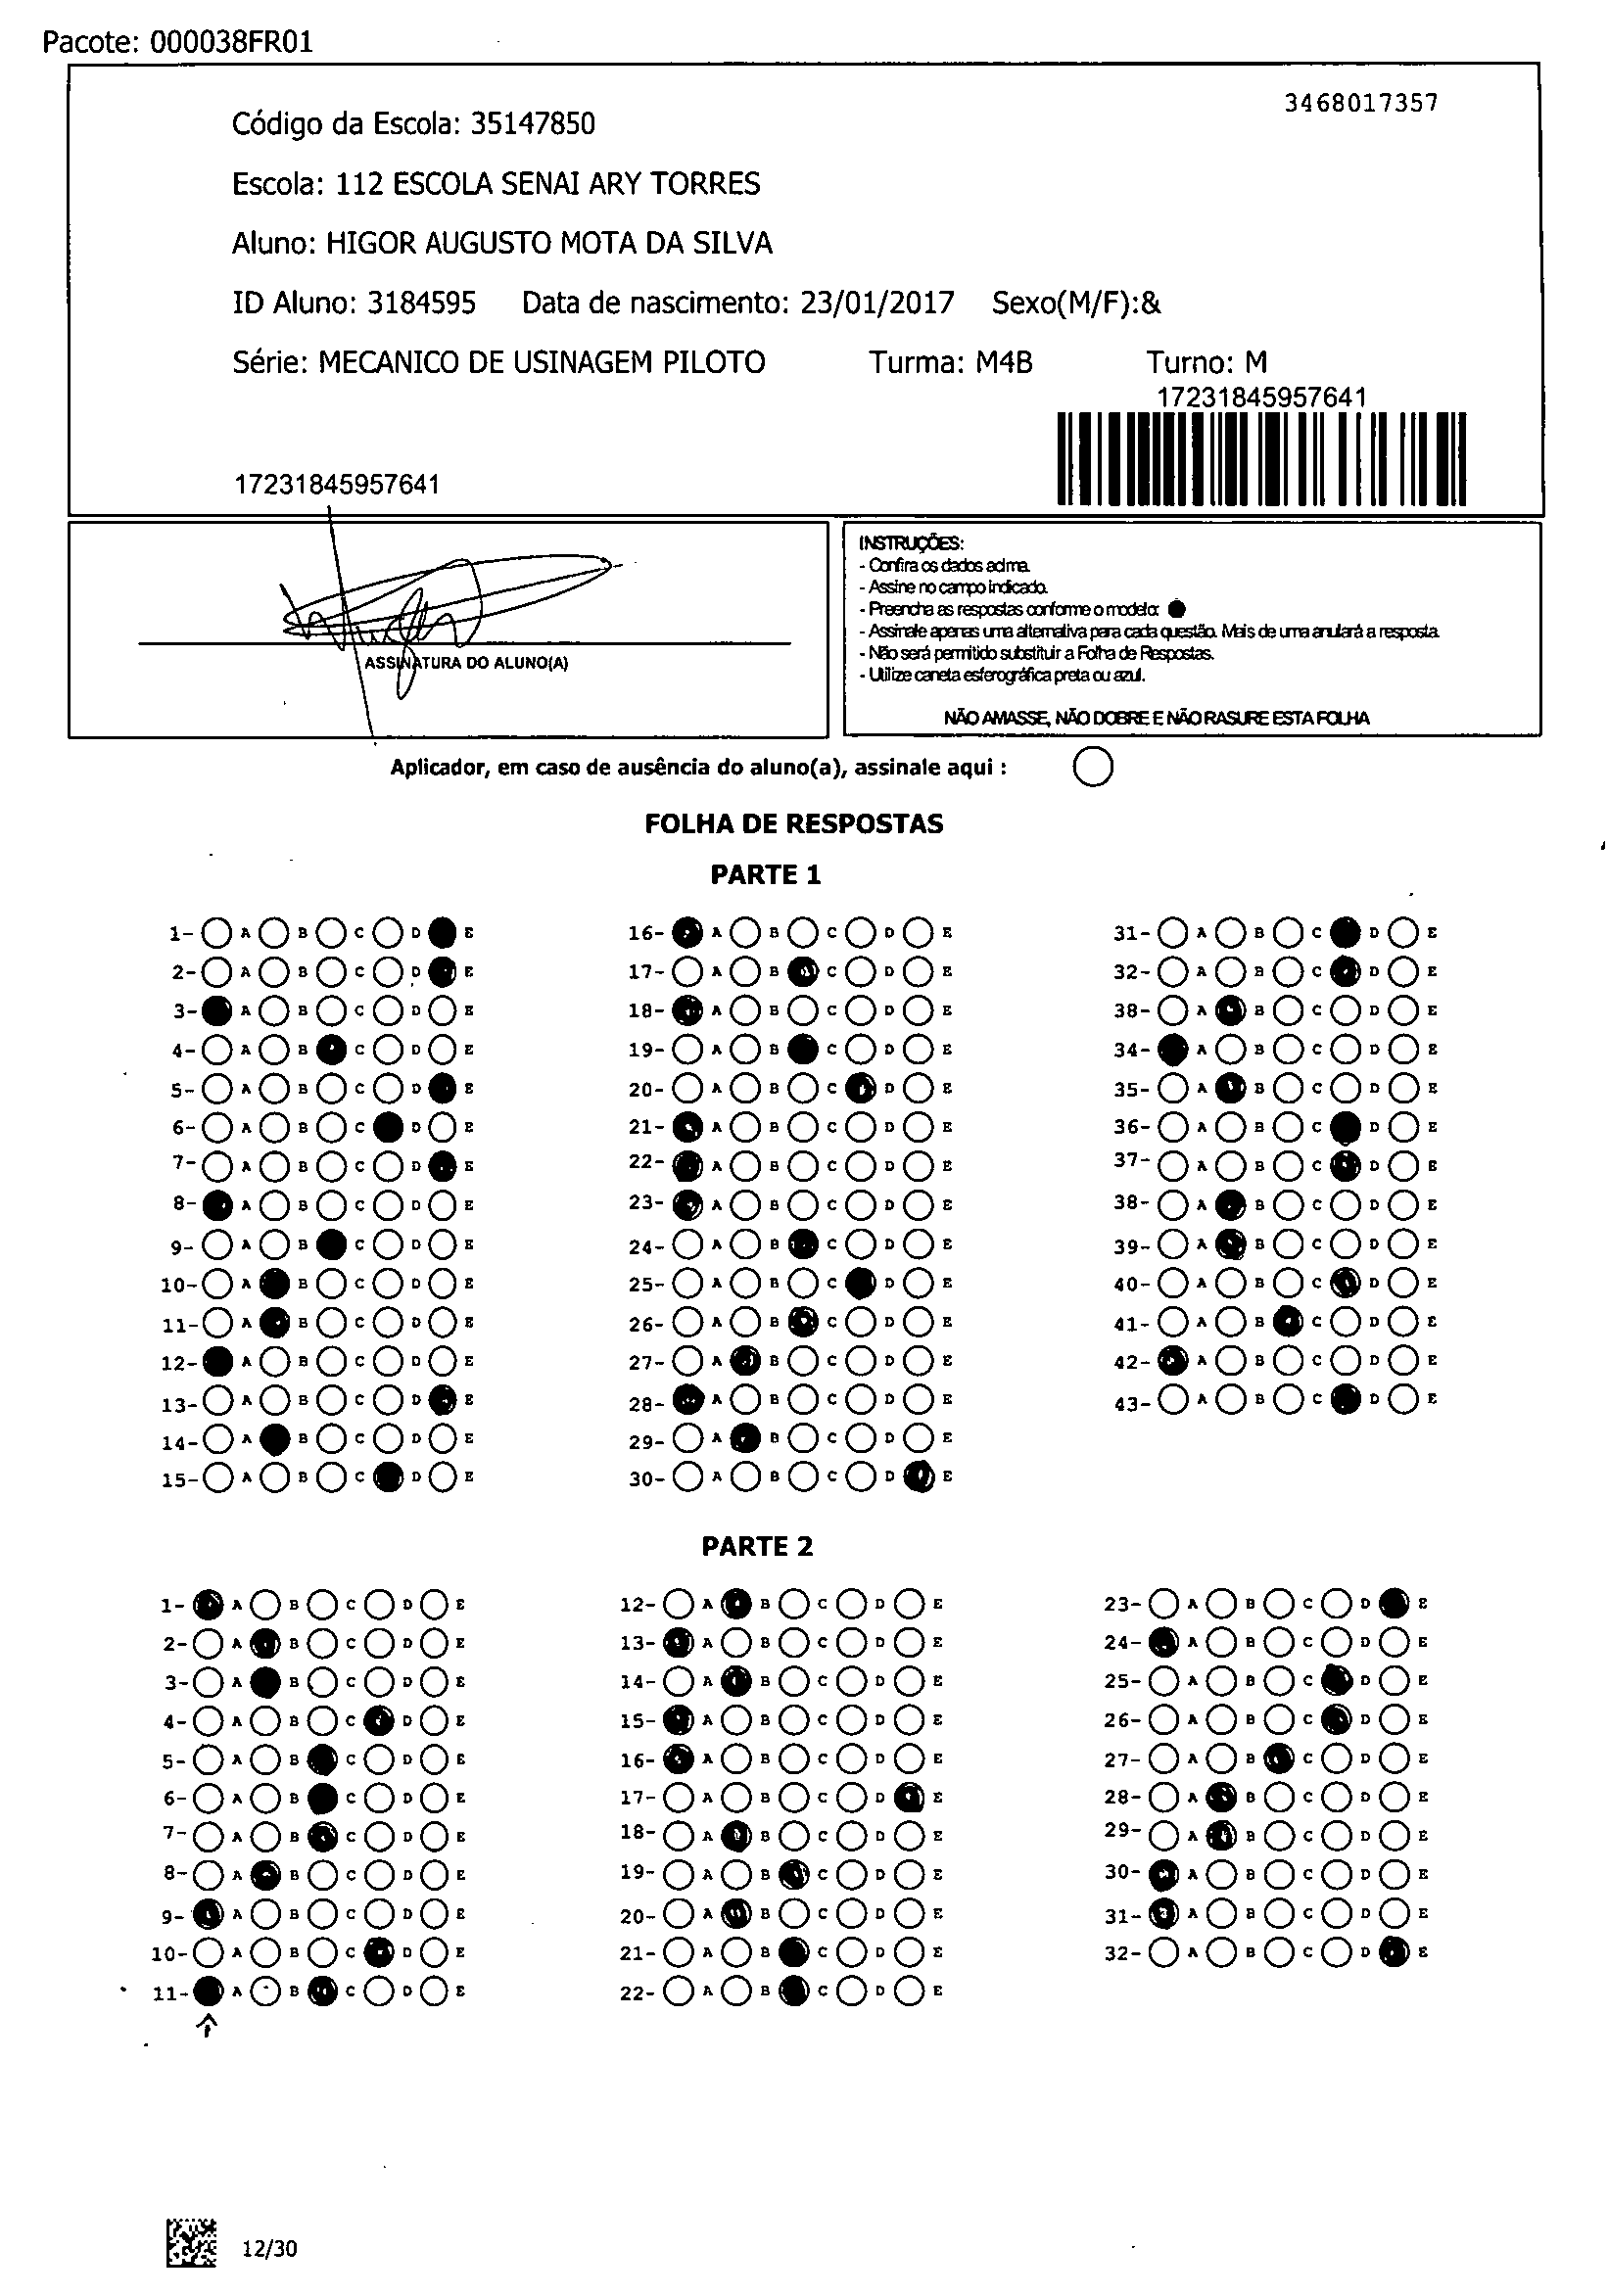 Pacote: 000038FR01
3468017357
Código da Escola: 35147850
Escola: 112 ESCOLA SENAI ARY TORRES
Aluno: HIGOR AUGUSTO MOTA DA SILVA
ID Aluno: 3184595 Data de nascimento: 23/01/2017 Sexo(M/F):&
Série: MECANICO DE USINAGEM PILOTO Turma: M4B Turno: M
17231845957641
17231845957641
ASSINATURA DO ALUNO(A)
INSTRUÇÕES:
- Confira os dados acima.
- Assine no campo indicado.
- Preencha as respostas conforme o modelo:
- Assinale apenas uma alternativa para cada questão. Mais de uma anulará a resposta.
- Não será permitido substituir a Folha de Respostas.
- Utilize caneta esferográfica preta ou azul.
NÃO AMASSE, NÃO DOBRE E NÃO RASURE ESTA FOLHA
Aplicador, em caso de ausência do aluno(a), assinale aqui :
FOLHA DE RESPOSTAS
PARTE 1
1- A B C D E 16- A B C D E 31- A B C D E
2- A B C D E 17- A B C D E 32- A B C D E
3- A B C D E 18- A B C D E 38- A B C D E
4- A B C D E 19- A B C D E 34- A B C D E
5- A B C D E 20- A B C D E 35- A B C D E
6- A B C D E 21- A B C D E 36- A B C D E
7- A B C D E 22- A B C D E 37- A B C D E
8- A B C D E 23- A B C D E 38- A B C D E
9- A B C D E 24- A B C D E 39- A B C D E
10- A B C D E 25- A B C D E 40- A B C D E
11- A B C D E 26- A B C D E 41- A B C D E
12- A B C D E 27- A B C D E 42- A B C D E
13- A B C D E 28- A B C D E 43- A B C D E
14- A B C D E 29- A B C D E
15- A B C D E 30- A B C D E
PARTE 2
1- A B C D E 12- A B C D E 23- A B C D E
2- A B C D E 13- A B C D E 24- A B C D E
3- A B C D E 14- A B C D E 25- A B C D E
4- A B C D E 15- A B C D E 26- A B C D E
5- A B C D E 16- A B C D E 27- A B C D E
6- A B C D E 17- A B C D E 28- A B C D E
7- A B C D E 18- A B C D E 29- A B C D E
8- A B C D E 19- A B C D E 30- A B C D E
9- A B C D E 20- A B C D E 31- A B C D E
10- A B C D E 21- A B C D E 32- A B C D E
11- A B C D E 22- A B C D E
12/30